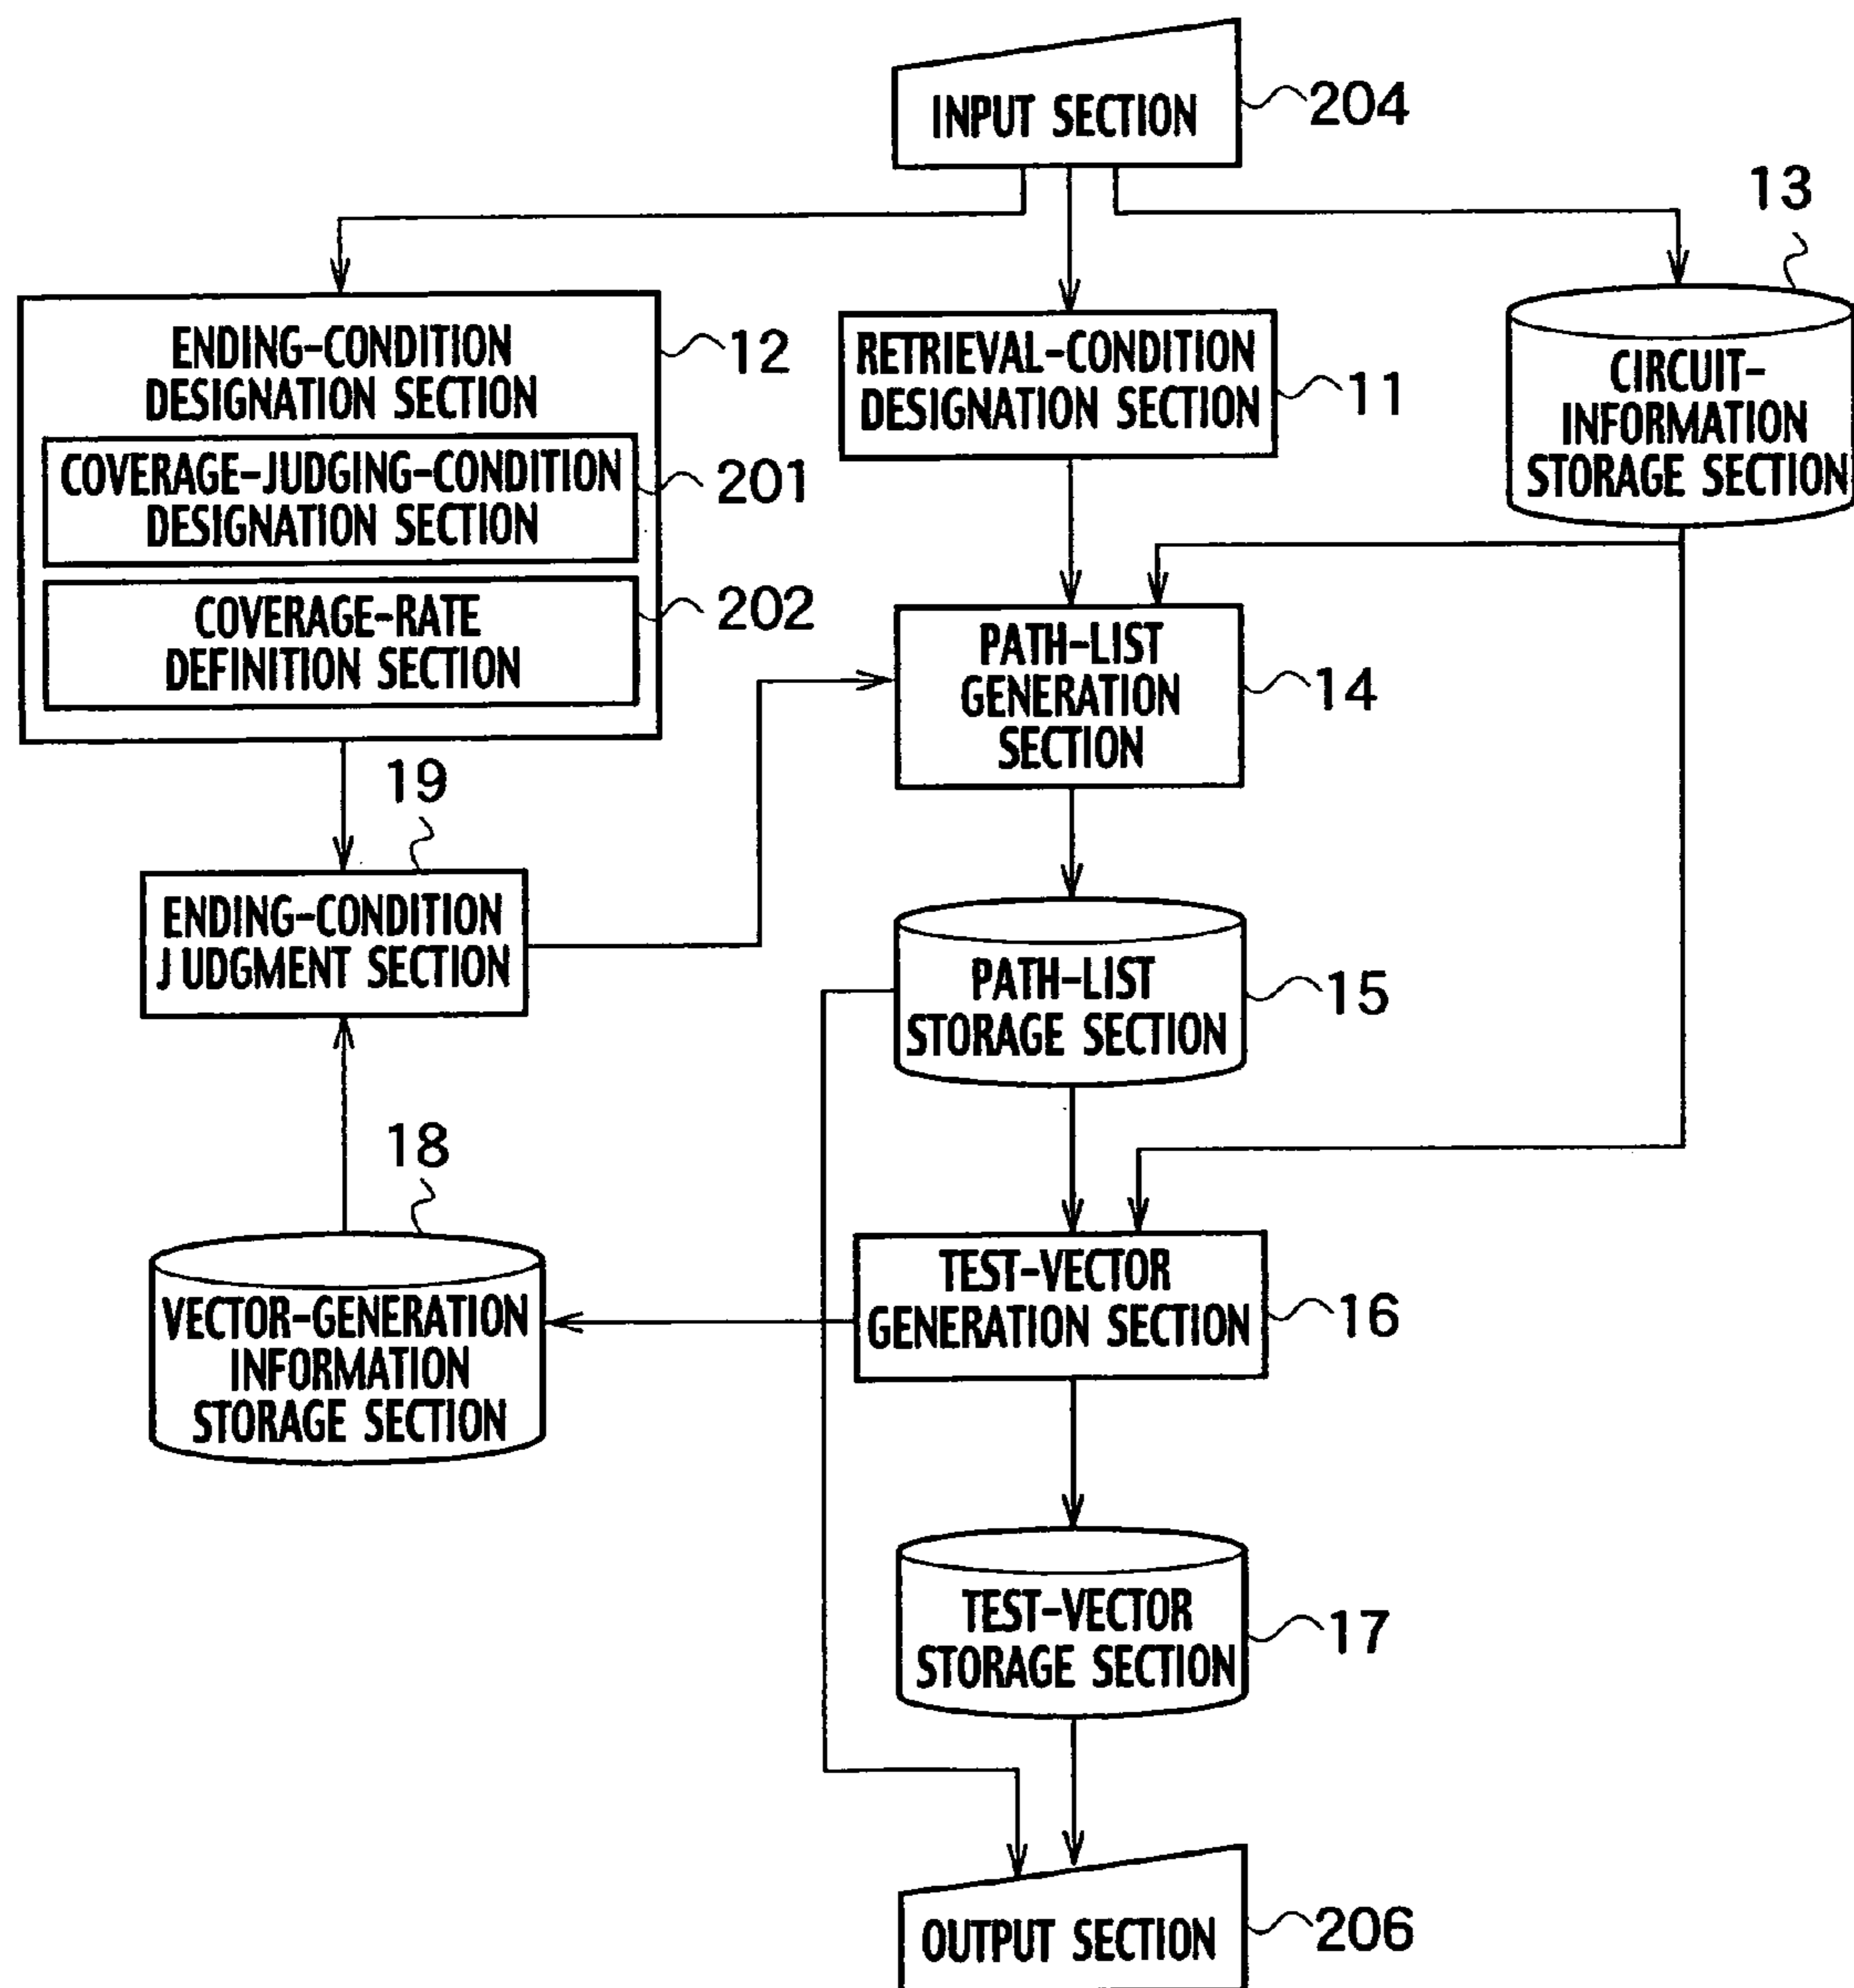 INPUT SECTION
204
13
ENDING-CONDITION
DESIGNATION SECTION
12
COVERAGE-JUDGING-CONDITION
DESIGNATION SECTION
201
COVERAGE-RATE
DEFINITION SECTION
202
RETRIEVAL-CONDITION
DESIGNATION SECTION
11
CIRCUIT-
INFORMATION
STORAGE SECTION
PATH-LIST
GENERATION
SECTION
14
19
ENDING-CONDITION
JUDGMENT SECTION
PATH-LIST
STORAGE SECTION
15
18
VECTOR-GENERATION
INFORMATION
STORAGE SECTION
TEST-VECTOR
GENERATION SECTION
16
TEST-VECTOR
STORAGE SECTION
17
OUTPUT SECTION
206